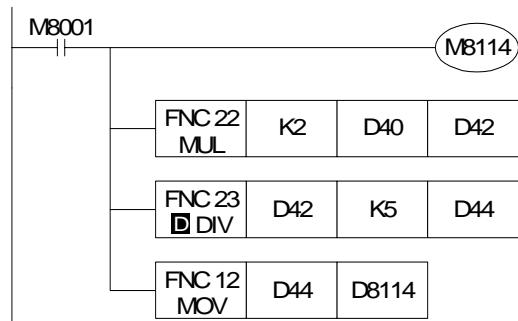 M8001
M8114
FNC 22 K2 D40 D42
MUL
FNC 23 D42 K5 D44
D DIV
FNC 12 D44 D8114
MOV